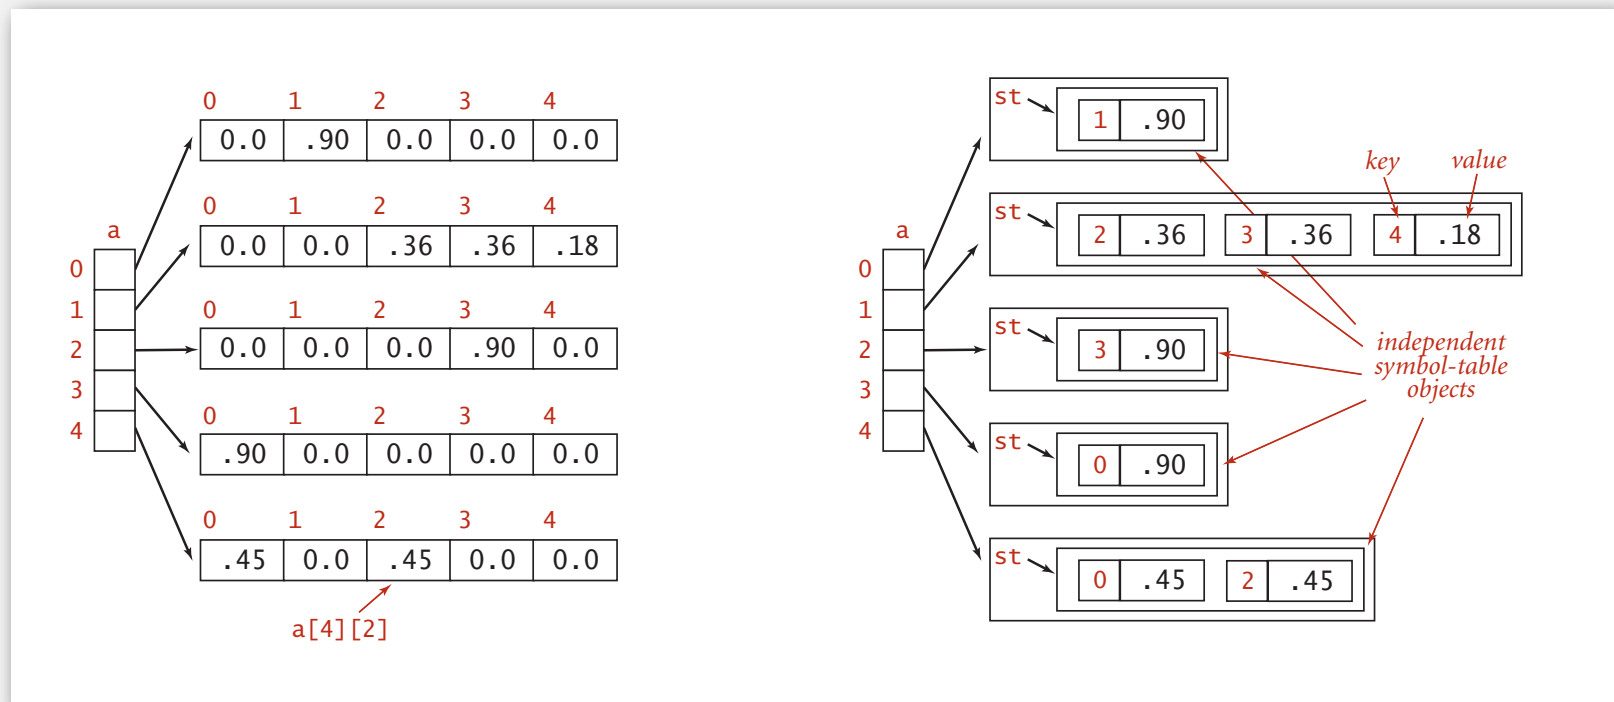 0 1 2 3 4
0.0 .90 0.0 0.0 0.0
0 1 2 3 4
0.0 0.0 .36 .36 .18
a
0
1
2
3
4
0 1 2 3 4
0.0 0.0 0.0 .90 0.0
0 1 2 3 4
.90 0.0 0.0 0.0 0.0
0 1 2 3 4
.45 0.0 .45 0.0 0.0
a[4][2]
st 1 .90
key value
st 2 .36 3 .36 4 .18
a
0
1
2
3
4
st 3 .90
independent
symbol-table
objects
st 0 .90
st 0 .45 2 .45